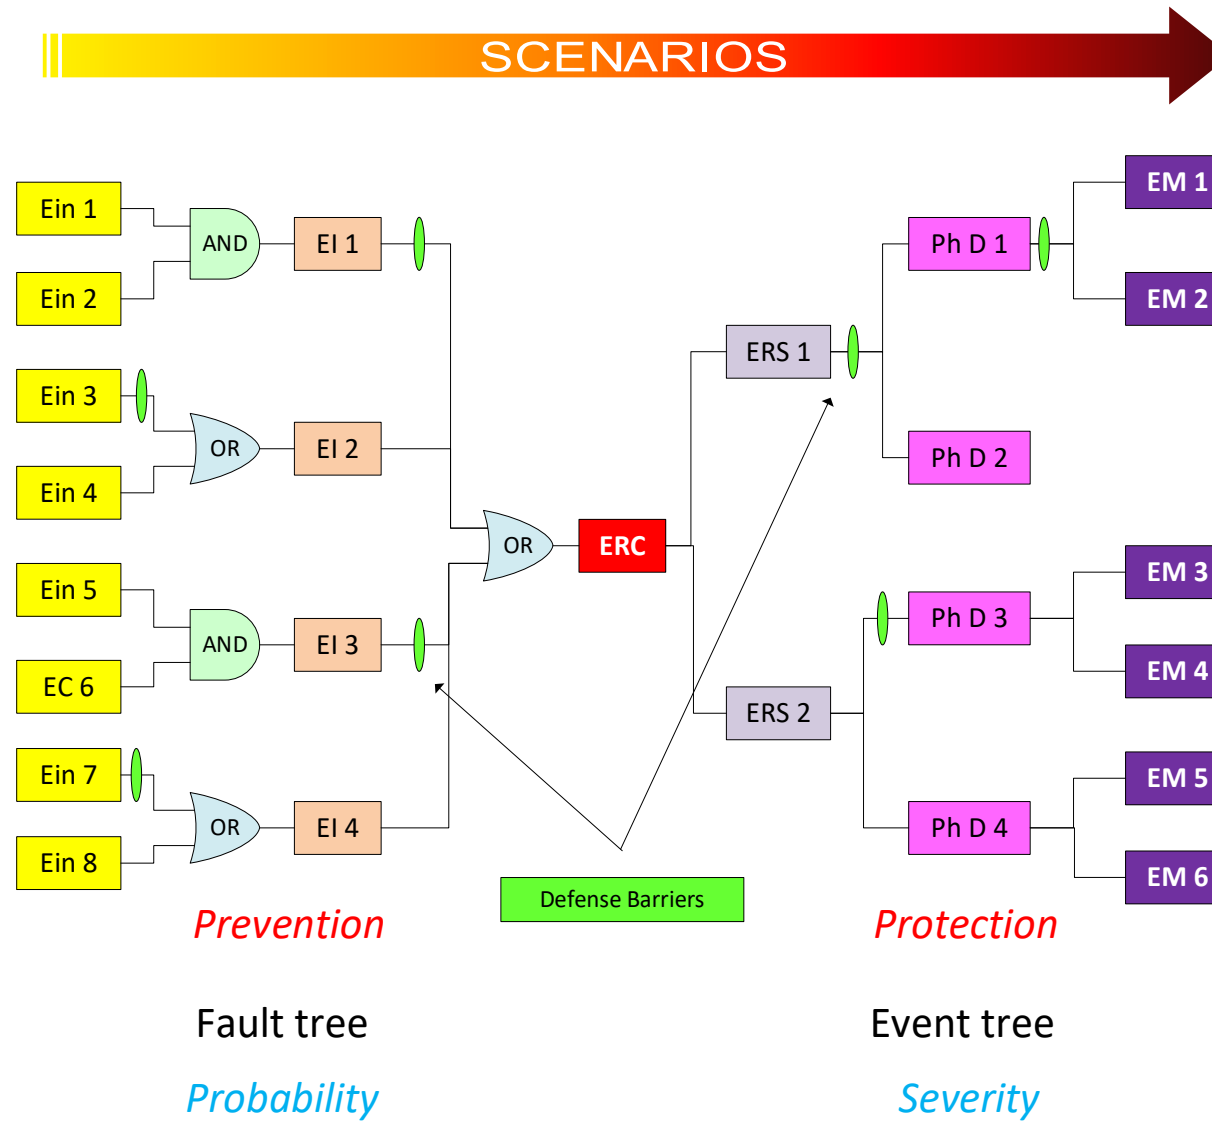 SCENARIOS
Ein 1
Ein 2
AND
EI 1
Ein 3
Ein 4
OR
EI 2
Ein 5
EC 6
AND
EI 3
Ein 7
Ein 8
OR
EI 4
OR
ERC
ERS 1
ERS 2
Ph D 1
Ph D 2
Ph D 3
Ph D 4
EM 1
EM 2
EM 3
EM 4
EM 5
EM 6
Defense Barriers
Prevention
Protection
Fault tree
Event tree
Probability
Severity